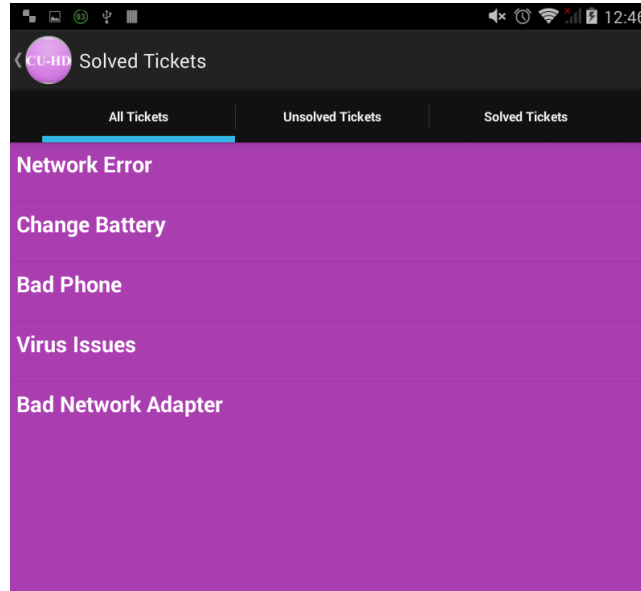 93
12:46
CU-HD Solved Tickets
All Tickets Unsolved Tickets Solved Tickets
Network Error
Change Battery
Bad Phone
Virus Issues
Bad Network Adapter